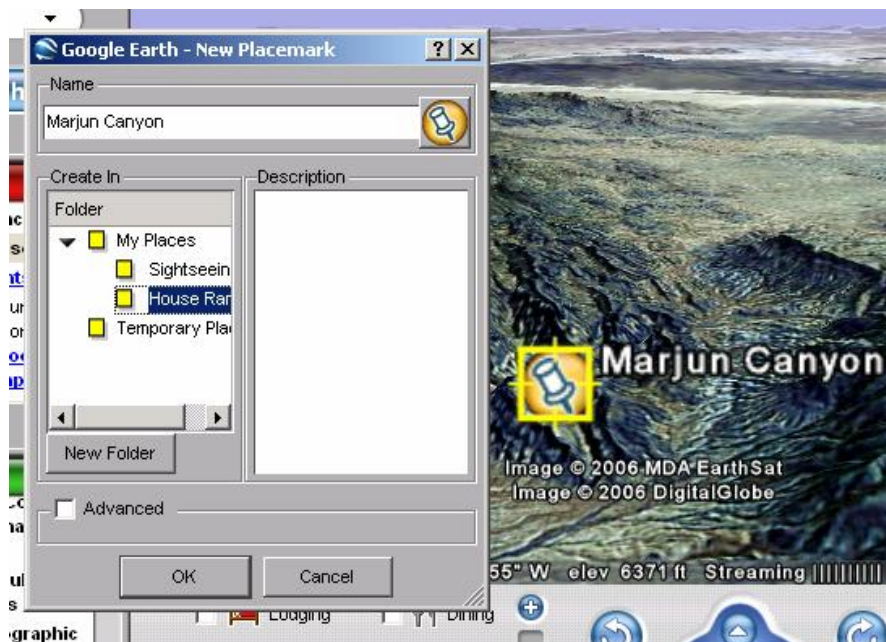 Google Earth - New Placemark
Name
Marjun Canyon
Create In
Description
Folder
My Places
Sightseein
House Ran
Temporary Pla
New Folder
Advanced
OK
Cancel
Marjun Canyon
Image © 2006 MDA EarthSat
Image © 2006 DigitalGlobe
55" W elev 6371 ft Streaming ||||||||||
Lodging
Dining
graphic